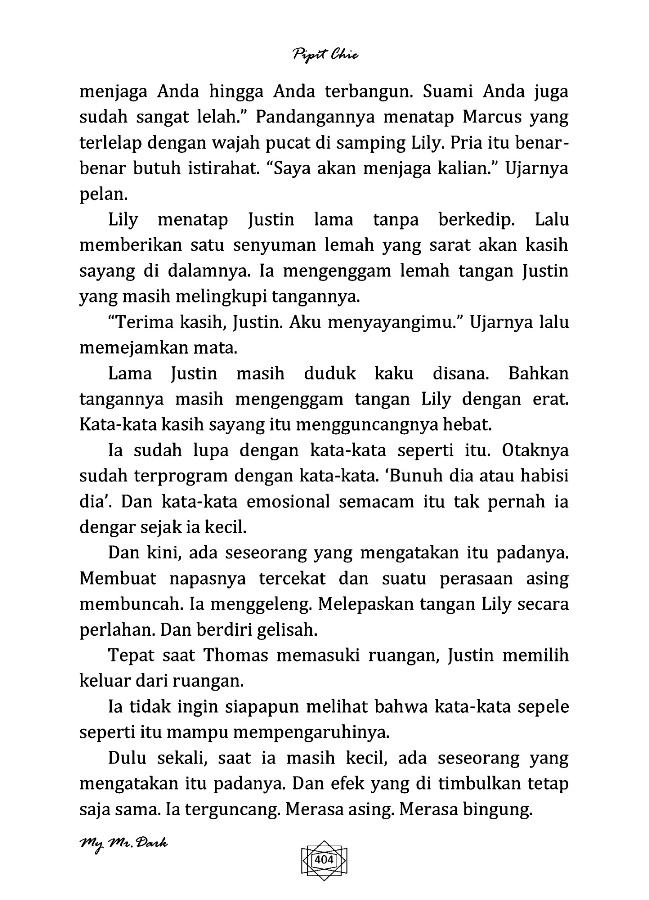 Pipit Chie
menjaga Anda hingga Anda terbangun. Suami Anda juga
sudah sangat lelah.” Pandangannya menatap Marcus yang
terlelap dengan wajah pucat di samping Lily. Pria itu benar-
benar butuh istirahat. “Saya akan menjaga kalian.” Ujarnya
pelan.
Lily menatap Justin lama tanpa berkedip. Lalu
memberikan satu senyuman lemah yang sarat akan kasih
sayang di dalamnya. Ia mengenggam lemah tangan Justin
yang masih melingkupi tangannya.
“Terima kasih, Justin. Aku menyayangimu.” Ujarnya lalu
memejamkan mata.
Lama Justin masih duduk kaku disana. Bahkan
tangannya masih mengenggam tangan Lily dengan erat.
Kata-kata kasih sayang itu mengguncangnya hebat.
Ia sudah lupa dengan kata-kata seperti itu. Otaknya
sudah terprogram dengan kata-kata. ‘Bunuh dia atau habisi
dia’. Dan kata-kata emosional semacam itu tak pernah ia
dengar sejak ia kecil.
Dan kini, ada seseorang yang mengatakan itu padanya.
Membuat napasnya tercekat dan suatu perasaan asing
membuncah. Ia menggeleng. Melepaskan tangan Lily secara
perlahan. Dan berdiri gelisah.
Tepat saat Thomas memasuki ruangan, Justin memilih
keluar dari ruangan.
Ia tidak ingin siapapun melihat bahwa kata-kata sepele
seperti itu mampu mempengaruhinya.
Dulu sekali, saat ia masih kecil, ada seseorang yang
mengatakan itu padanya. Dan efek yang di timbulkan tetap
saja sama. Ia terguncang. Merasa asing. Merasa bingung.
My Mr. Dark
404